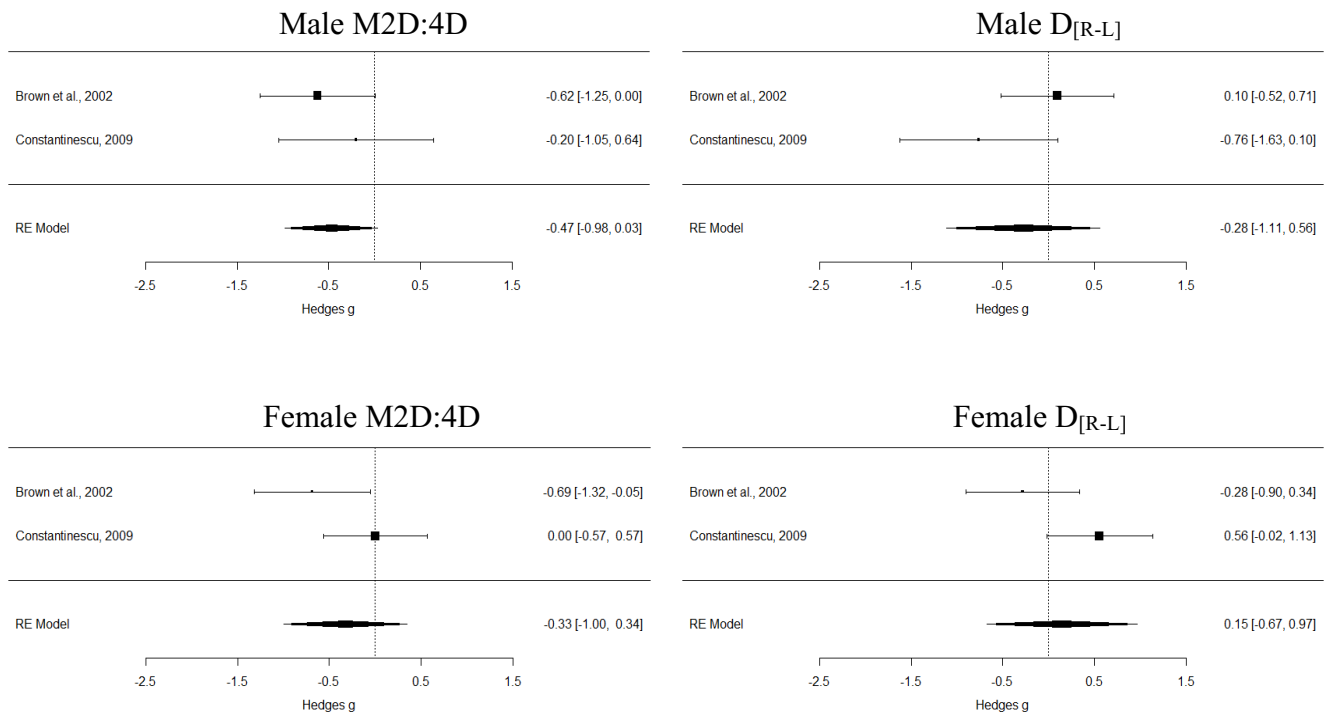 Male M2D:4D
Brown et al., 2002 -0.62 [-1.25, 0.00]
Constantinescu, 2009 -0.20 [-1.05, 0.64]
RE Model -0.47 [-0.98, 0.03]
-2.5 -1.5 -0.5 0.5 1.5
Hedges g
Male D[R-L]
Brown et al., 2002 0.10 [-0.52, 0.71]
Constantinescu, 2009 -0.76 [-1.63, 0.10]
RE Model -0.28 [-1.11, 0.56]
-2.5 -1.5 -0.5 0.5 1.5
Hedges g
Female M2D:4D
Brown et al., 2002 -0.69 [-1.32, -0.05]
Constantinescu, 2009 0.00 [-0.57, 0.57]
RE Model -0.33 [-1.00, 0.34]
-2.5 -1.5 -0.5 0.5 1.5
Hedges g
Female D[R-L]
Brown et al., 2002 -0.28 [-0.90, 0.34]
Constantinescu, 2009 0.56 [-0.02, 1.13]
RE Model 0.15 [-0.67, 0.97]
-2.5 -1.5 -0.5 0.5 1.5
Hedges g